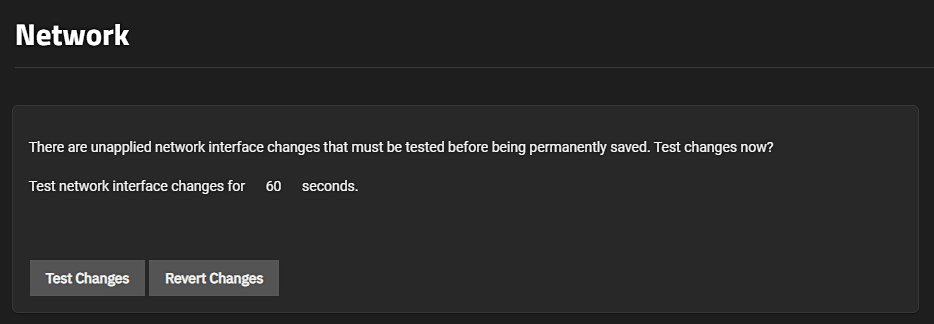 Network
There are unapplied network interface changes that must be tested before being permanently saved. Test changes now?
Test network interface changes for 60 seconds.
Test Changes Revert Changes